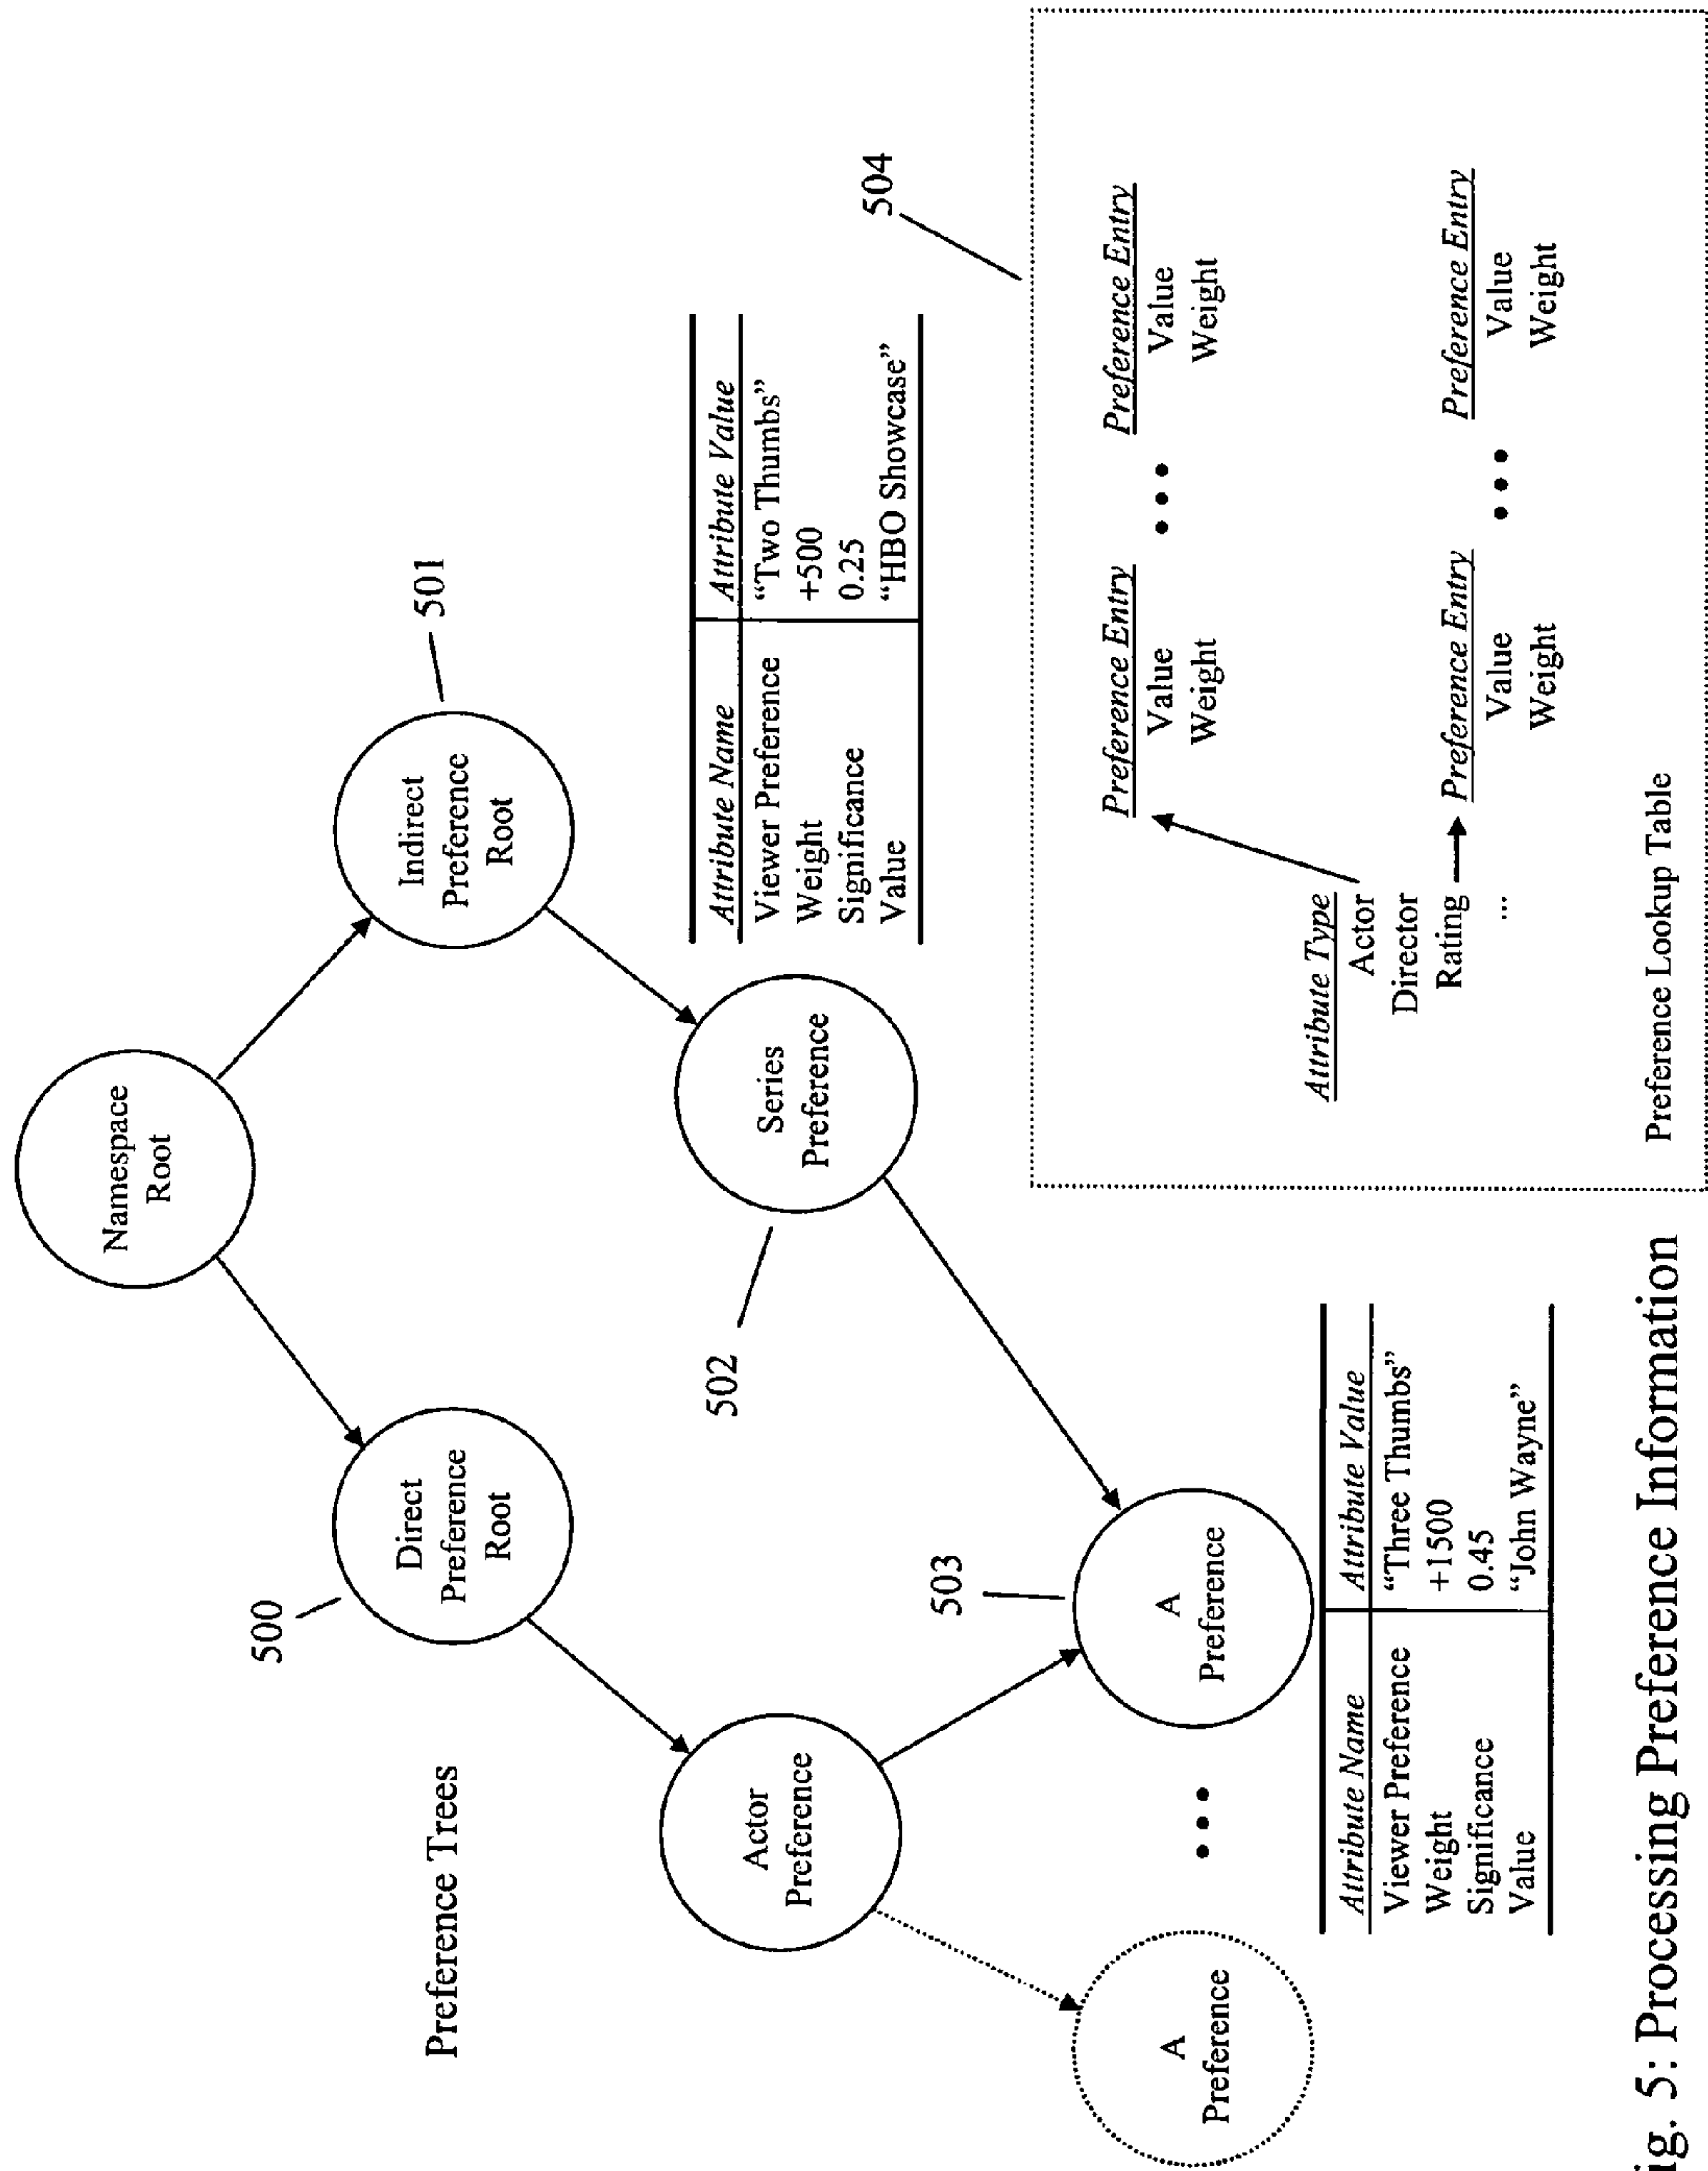 Preference Trees
Namespace
Root
500
Direct
Preference
Root
Indirect
Preference
Root
501
Actor
Preference
502
Series
Preference
Attribute Name Attribute Value
Viewer Preference "Two Thumbs"
Weight +500
Significance 0.25
Value "HBO Showcase"
A
Preference
503
A
Preference
Attribute Name Attribute Value
Viewer Preference "Three Thumbs"
Weight +1500
Significance 0.45
Value "John Wayne"
504
Preference Entry
Value
Weight
Preference Entry
Value
Weight
Attribute Type
Actor
Director
Rating
...
Preference Entry
Value
Weight
Preference Entry
Value
Weight
Preference Lookup Table
ig. 5: Processing Preference Information